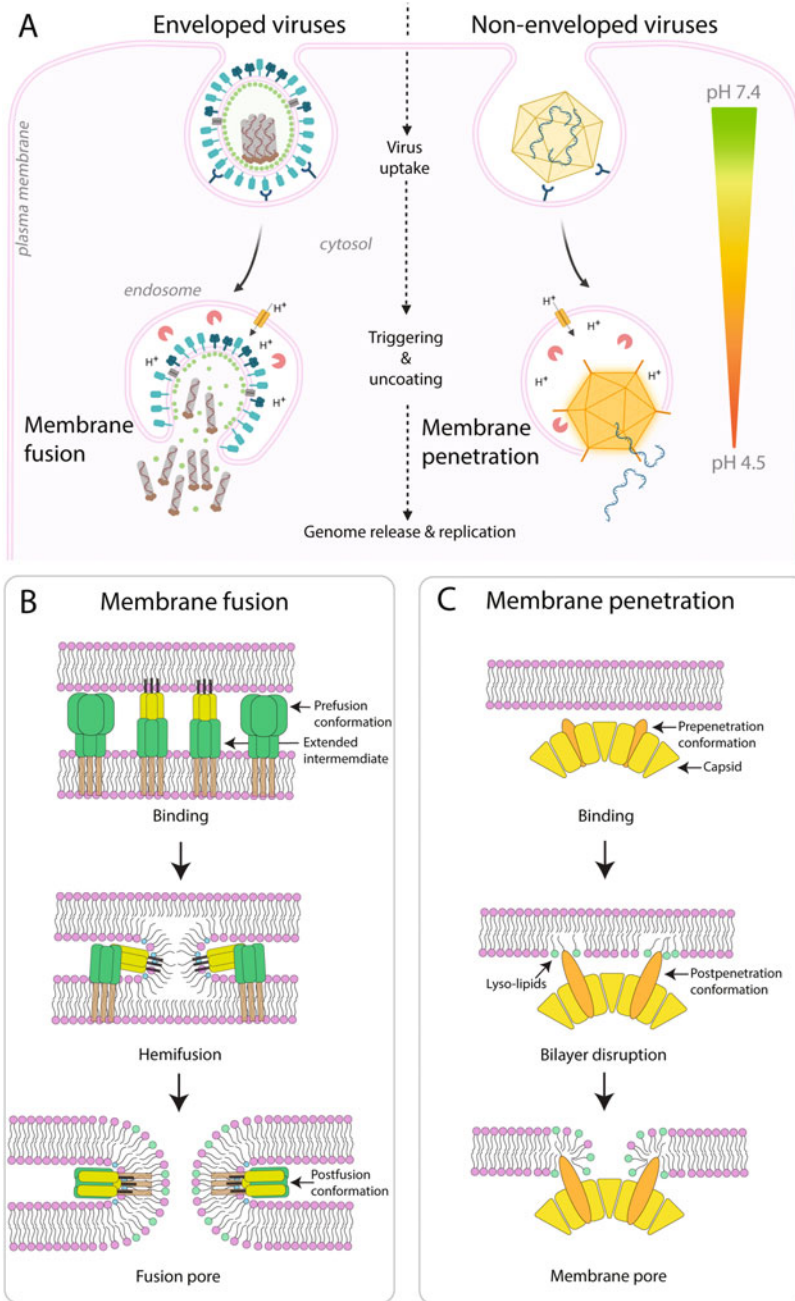 A
Enveloped viruses
Non-enveloped viruses
pH 7.4
plasma membrane
Virus
uptake
cytosol
endosome
H⁺
H⁺
H⁺
H⁺
H⁺
H⁺
H⁺
H⁺
Triggering
&
uncoating
Membrane
fusion
Membrane
penetration
pH 4.5
Genome release & replication
B
Membrane fusion
Prefusion
conformation
Extended
intermemdiate
Binding
Hemifusion
Postfusion
conformation
Fusion pore
C
Membrane penetration
Prepenetration
conformation
Capsid
Binding
Lyso-lipids
Postpenetration
conformation
Bilayer disruption
Membrane pore